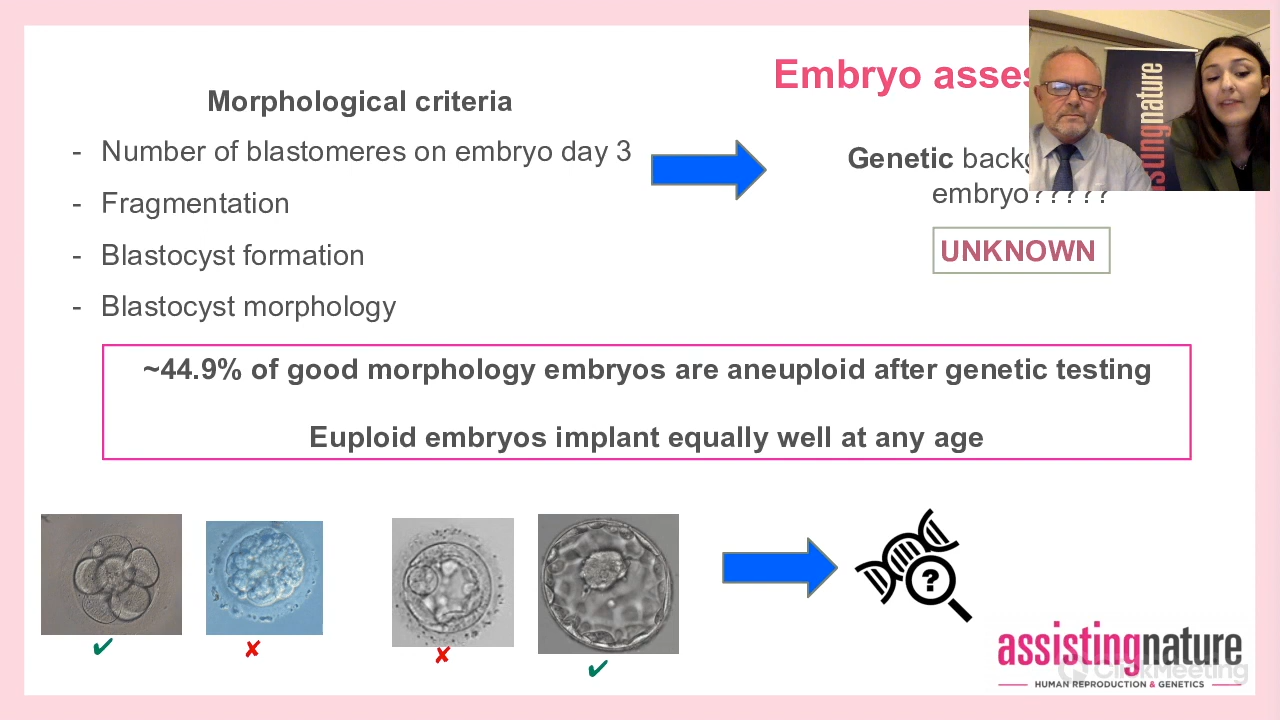 Embryo asses
Morphological criteria
- Number of blastomeres on embryo day 3
- Fragmentation
- Blastocyst formation
- Blastocyst morphology
Genetic
embryo?????
UNKNOWN
~44.9% of good morphology embryos are aneuploid after genetic testing
Euploid embryos implant equally well at any age
?
assistingnature
HUMAN REPRODUCTION & GENETICS
ClickMeeting
stingnature